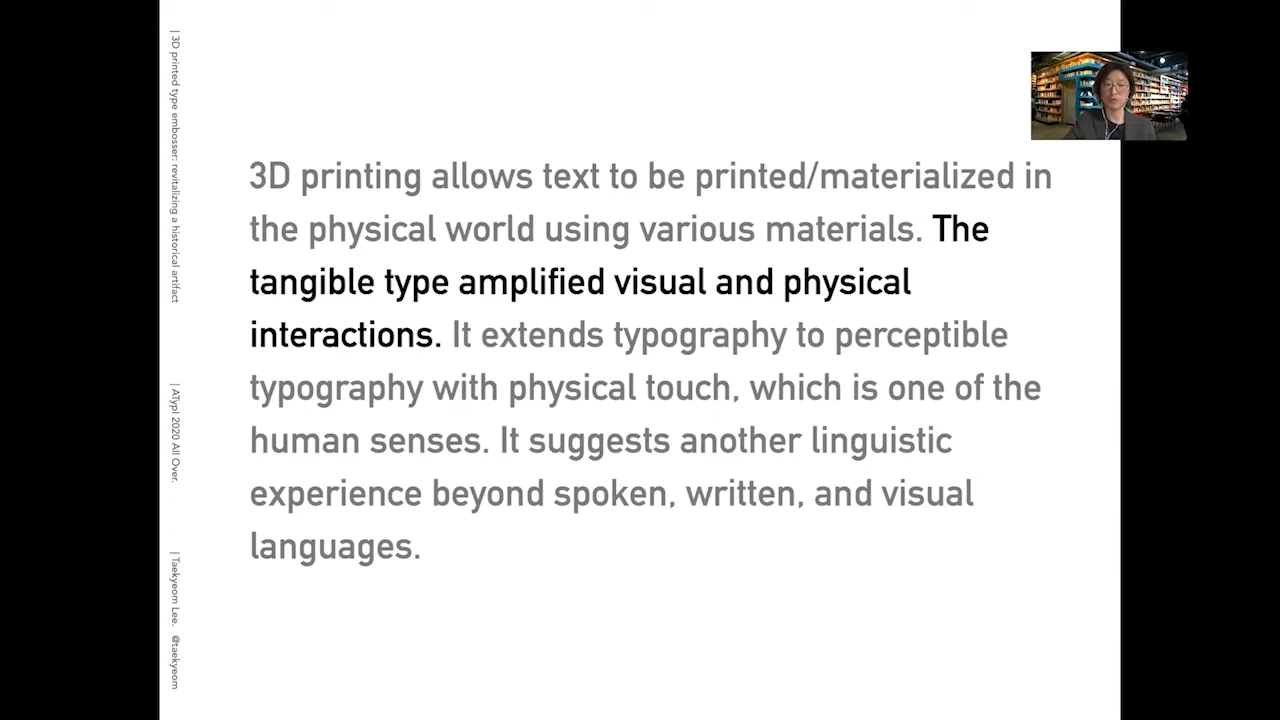 3D printing allows text to be printed/materialized in
the physical world using various materials. The
tangible type amplified visual and physical
interactions. It extends typography to perceptible
typography with physical touch, which is one of the
human senses. It suggests another linguistic
experience beyond spoken, written, and visual
languages.
| 3D printed type embosser: revitalizing a historical artifact
| ATypI 2020 All Over.
| Taekyeom Lee. @taekyeom